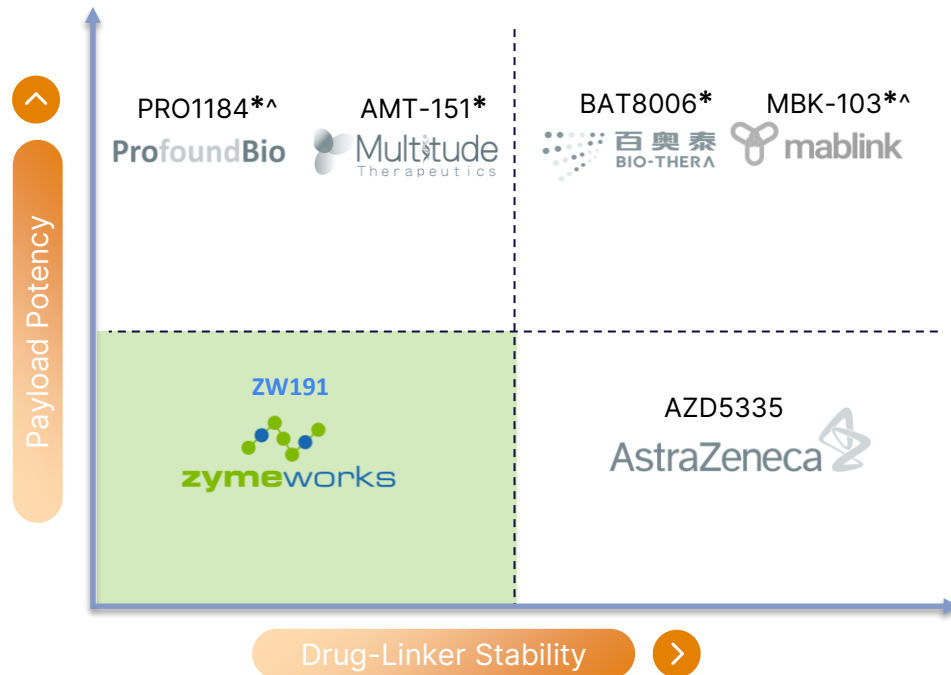 PRO1184*^
ProfoundBio
AMT-151*
Multitude
Therapeutics
BAT8006*
百奥泰
BIO-THERA
MBK-103*^
mablink
Payload Potency
ZW191
zymeworks
AZD5335
AstraZeneca
Drug-Linker Stability